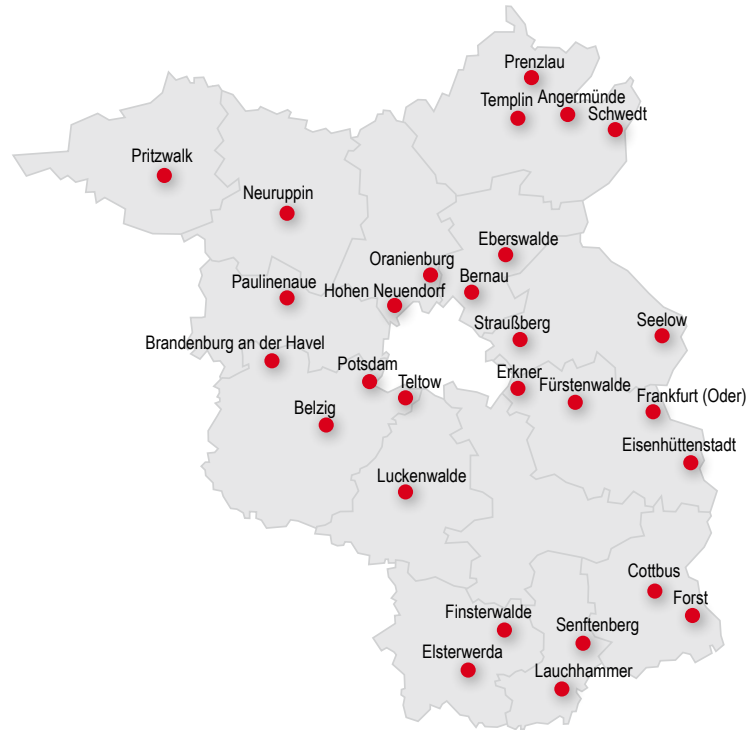 Prenzlau
Templin
Angermünde
Schwedt
Pritzwalk
Neuruppin
Eberswalde
Oranienburg
Bernau
Paulinenaue
Hohen Neuendorf
Straußberg
Seelow
Brandenburg an der Havel
Potsdam
Teltow
Erkner
Fürstenwalde
Frankfurt (Oder)
Belzig
Eisenhüttenstadt
Luckenwalde
Cottbus
Forst
Finsterwalde
Senftenberg
Elsterwerda
Lauchhammer